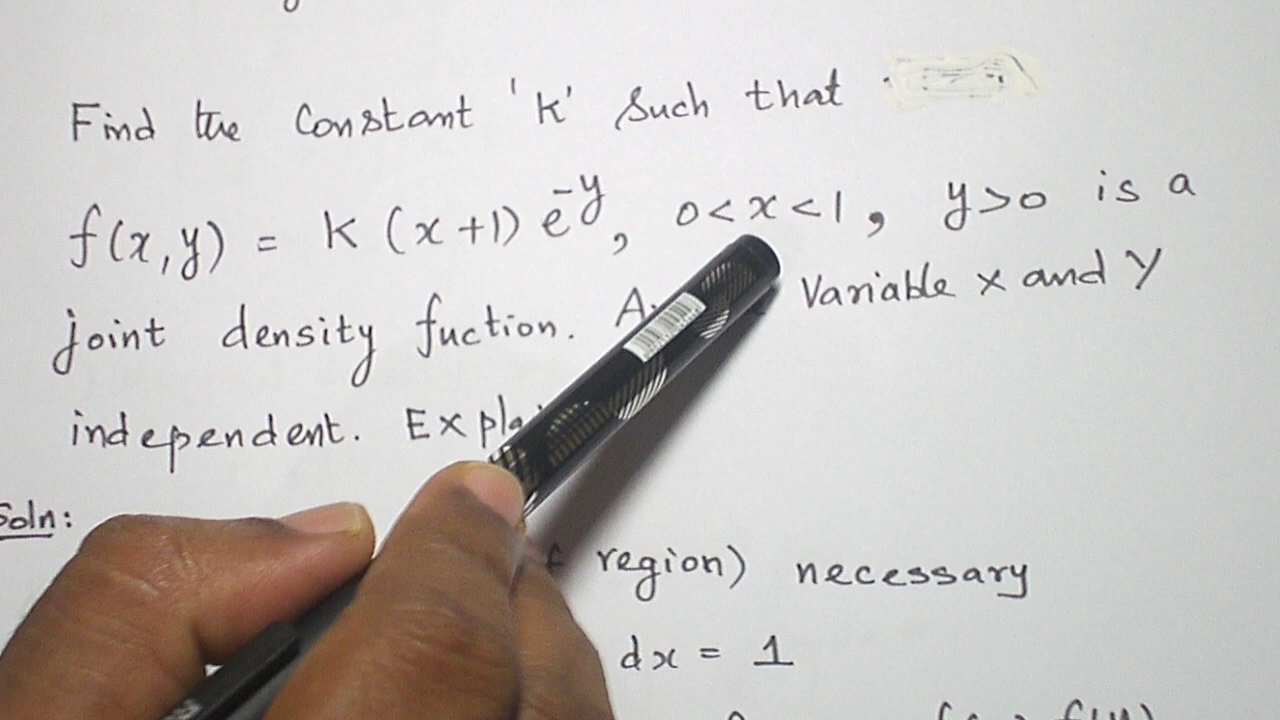 Find the Constant 'K' Such that
f(x,y) = K (x+1) e^-y, 0<x<1, y>0 is a
joint density fuction. Variable X and Y
independent.
Soln:
region) necessary
dx = 1